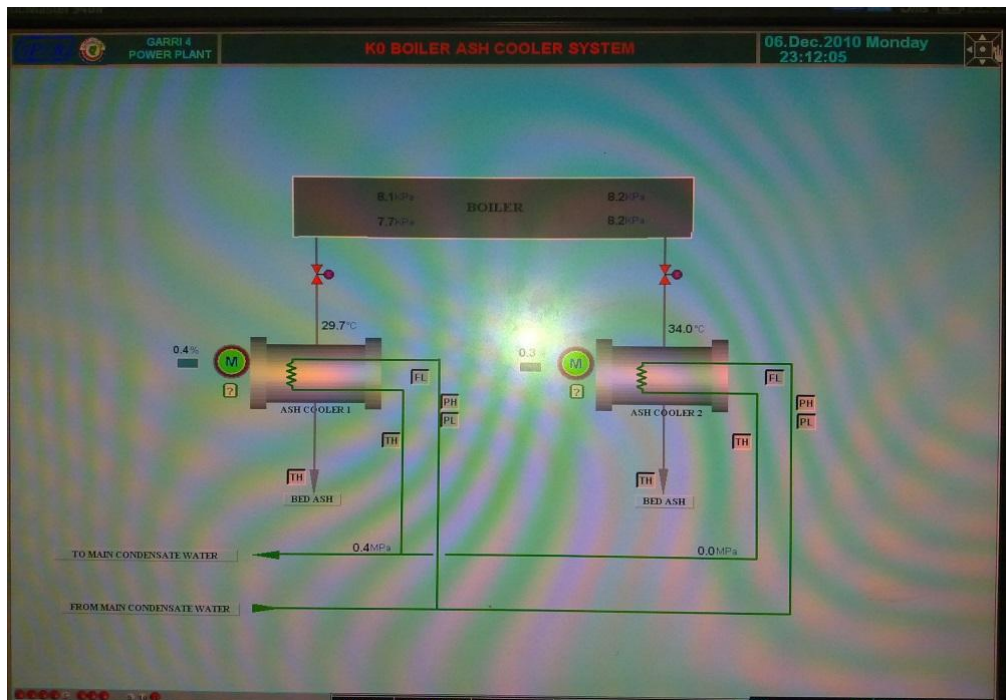 GARRI 4
POWER PLANT
K0 BOILER ASH COOLER SYSTEM
06.Dec.2010 Monday
23:12:05
8.1KPa
8.2KPa
BOILER
7.7KPa
8.2KPa
29.7°C
34.0°C
0.4%
M
?
0.3
M
?
FL
FL
PH
PL
PH
PL
ASH COOLER 1
ASH COOLER 2
TH
TH
TH
TH
BED ASH
BED ASH
TO MAIN CONDENSATE WATER
0.4MPa
0.0MPa
FROM MAIN CONDENSATE WATER